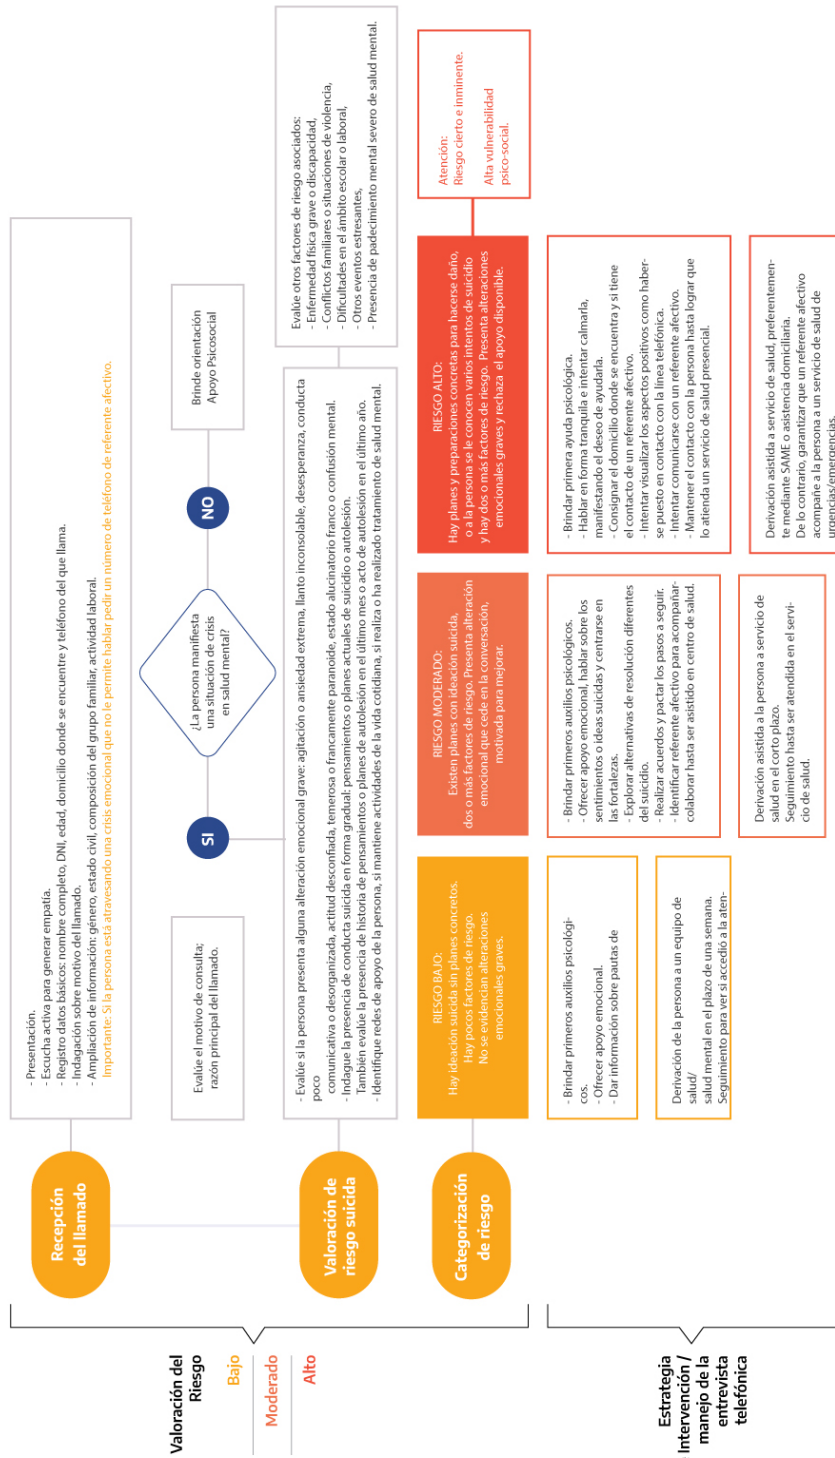 Valoración del
Riesgo
Bajo
Moderado
Alto
Recepción
del llamado
- Presentación.
- Escucha activa para generar empatía.
- Registro datos básicos: nombre completo, DNI, edad, domicilio donde se encuentre y teléfono del que llama.
- Indagación sobre motivo del llamado.
- Ampliación de información: género, estado civil, composición del grupo familiar, actividad laboral.
Importante: Si la persona está atravesando una crisis emocional que no le permite hablar pedir un número de teléfono de referente afectivo.
Evalúe el motivo de consulta;
razón principal del llamado.
SI
¿La persona manifiesta
una situación de crisis
en salud mental?
NO
Brinde orientación
Apoyo Psicosocial
Valoración de
riesgo suicida
- Evalúe si la persona presenta alguna alteración emocional grave: agitación o ansiedad extrema, llanto inconsolable, desesperanza, conducta
poco
comunicativa o desorganizada, actitud desconfiada, temerosa o francamente paranoide, estado alucinatorio franco o confusión mental.
- Indague la presencia de conducta suicida en forma gradual; pensamientos o planes actuales de suicidio o autolesión.
También evalúe la presencia de historia de pensamientos o planes de autolesión en el último mes o acto de autolesión en el último año.
- Identifique redes de apoyo de la persona, si mantiene actividades de la vida cotidiana, si realiza o ha realizado tratamiento de salud mental.
Evalúe otros factores de riesgo asociados:
- Enfermedad física grave o discapacidad,
- Conflictos familiares o situaciones de violencia,
- Dificultades en el ámbito escolar o laboral,
- Otros eventos estresantes,
- Presencia de padecimiento mental severo de salud mental.
Categorización
de riesgo
RIESGO BAJO:
Hay ideación suicida sin planes concretos.
Hay pocos factores de riesgo.
No se evidencian alteraciones
emocionales graves.
RIESGO MODERADO:
Existen planes con ideación suicida,
dos o más factores de riesgo. Presenta alteración
emocional que cede en la conversación,
motivada para mejorar.
RIESGO ALTO:
Hay planes y preparaciones concretas para hacerse daño,
o a la persona se le conocen varios intentos de suicidio
y hay dos o más factores de riesgo. Presenta alteraciones
emocionales graves y rechaza el apoyo disponible.
Atención:
Riesgo cierto e inminente.
Alta vulnerabilidad
psico-social.
Estrategia
Intervención /
manejo de la
entrevista
telefónica
- Brindar primeros auxilios psicológi-
cos.
- Ofrecer apoyo emocional.
- Dar información sobre pautas de
- Brindar primeros auxilios psicológicos.
- Ofrecer apoyo emocional, hablar sobre los
sentimientos o ideas suicidas y centrarse en
las fortalezas.
- Explorar alternativas de resolución diferentes
del suicidio.
- Realizar acuerdos y pactar los pasos a seguir.
- Identificar referente afectivo para acompañar-
colaborar hasta ser asistido en centro de salud.
- Brindar primera ayuda psicológica.
- Hablar en forma tranquila e intentar calmarla,
manifestando el deseo de ayudarla.
- Consignar el domicilio donde se encuentra y si tiene
el contacto de un referente afectivo.
- Intentar visualizar los aspectos positivos como haber-
se puesto en contacto con la línea telefónica.
- Intentar comunicarse con un referente afectivo.
- Mantener el contacto con la persona hasta lograr que
lo atienda un servicio de salud presencial.
Derivación de la persona a un equipo de
salud/
salud mental en el plazo de una semana.
Seguimiento para ver si accedió a la aten-
Derivación asistida a la persona a servicio de
salud en el corto plazo.
Seguimiento hasta ser atendida en el servi-
cio de salud.
Derivación asistida a servicio de salud, preferentemen-
te mediante SAME o asistencia domiciliaria.
De lo contrario, garantizar que un referente afectivo
acompañe a la persona a un servicio de salud de
urgencias/emergencias.